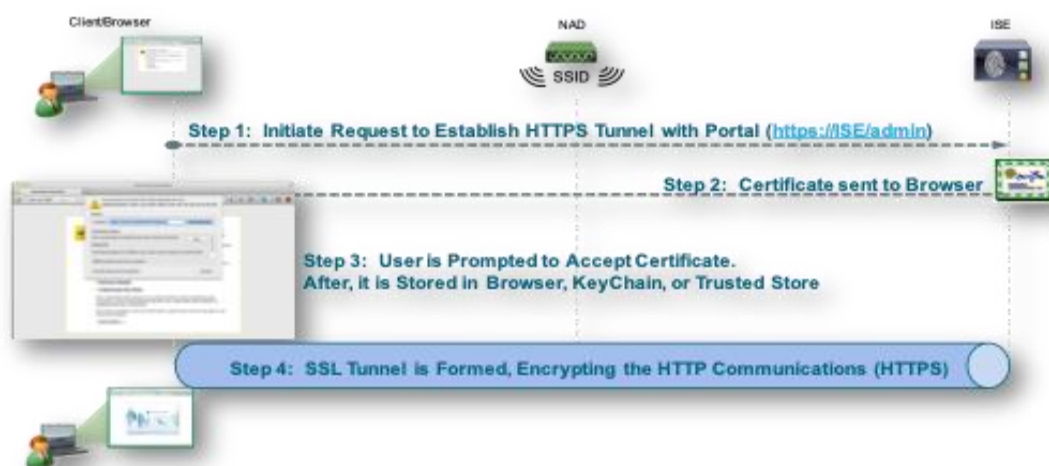 Client/Browser
NAD
ISE
SSID
Step 1: Initiate Request to Establish HTTPS Tunnel with Portal (https://ISE/admin)
Step 2: Certificate sent to Browser
Step 3: User is Prompted to Accept Certificate.
After, it is Stored in Browser, KeyChain, or Trusted Store
Step 4: SSL Tunnel is Formed, Encrypting the HTTP Communications (HTTPS)